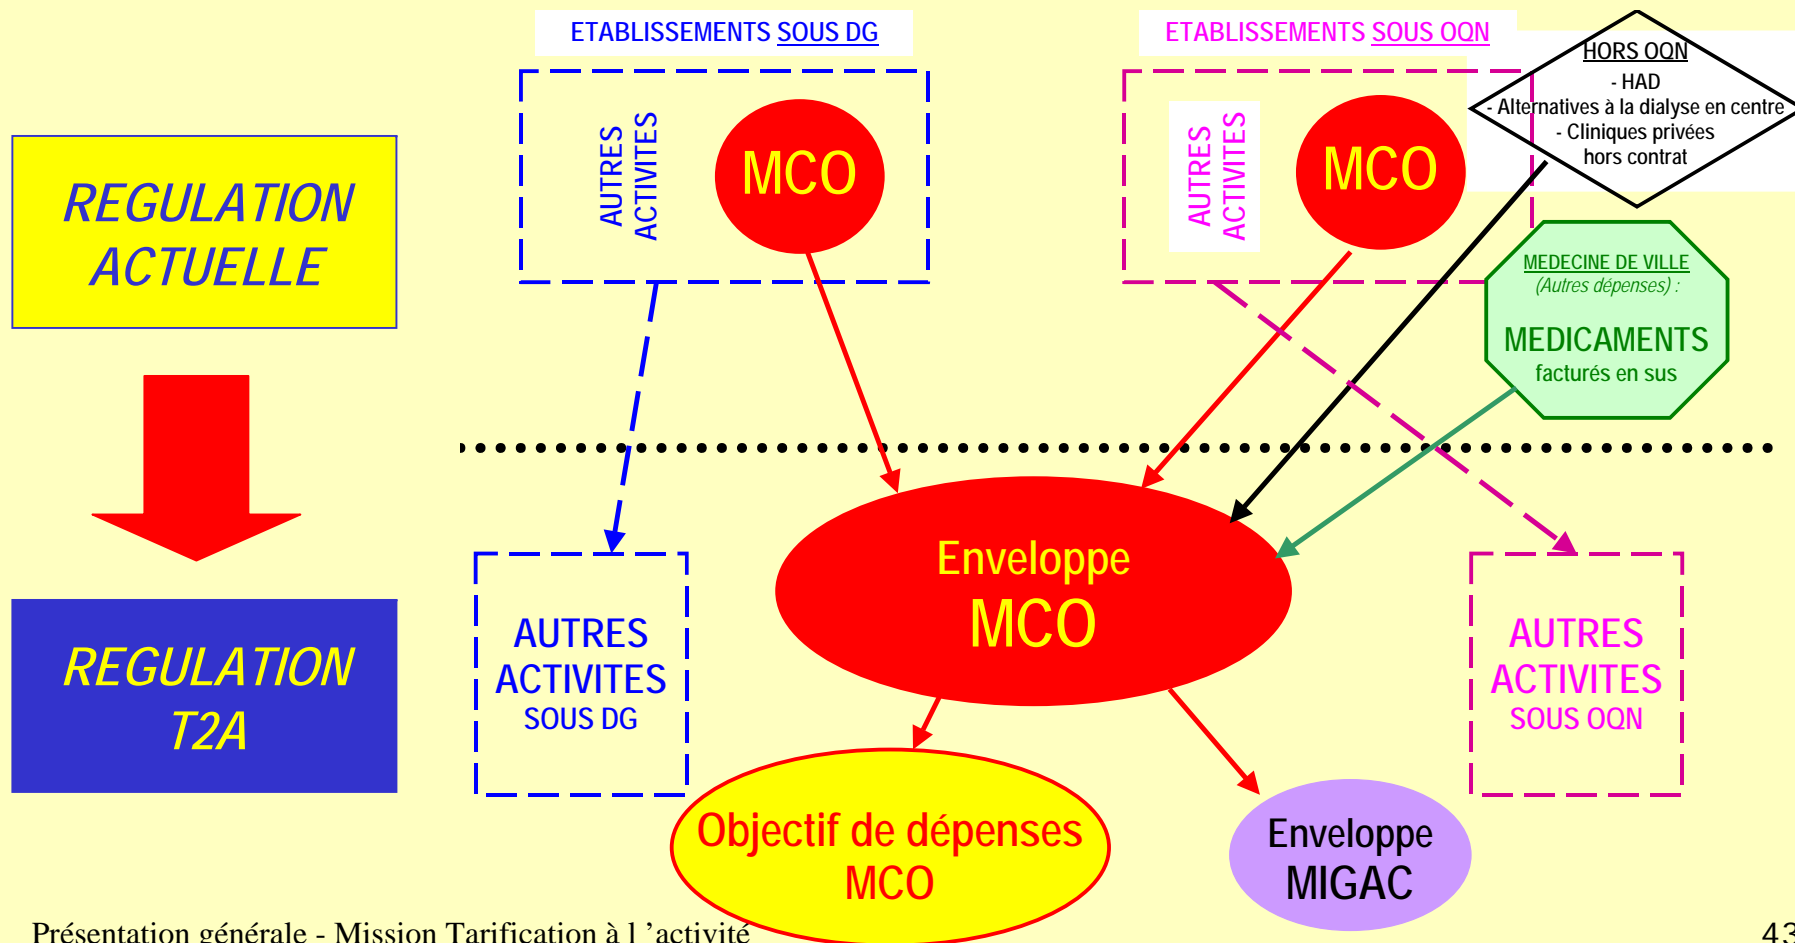 ETABLISSEMENTS SOUS DG
ETABLISSEMENTS SOUS OQN
HORS OQN
- HAD
- Alternatives à la dialyse en centre
- Cliniques privées
hors contrat
AUTRES
ACTIVITES
MCO
AUTRES
ACTIVITES
MCO
REGULATION
ACTUELLE
MEDECINE DE VILLE
(Autres dépenses) :
MEDICAMENTS
facturés en sus
Enveloppe
MCO
REGULATION
T2A
AUTRES
ACTIVITES
SOUS DG
AUTRES
ACTIVITES
SOUS OQN
Objectif de dépenses
MCO
Enveloppe
MIGAC
Présentation générale - Mission Tarification à l ’activité
43